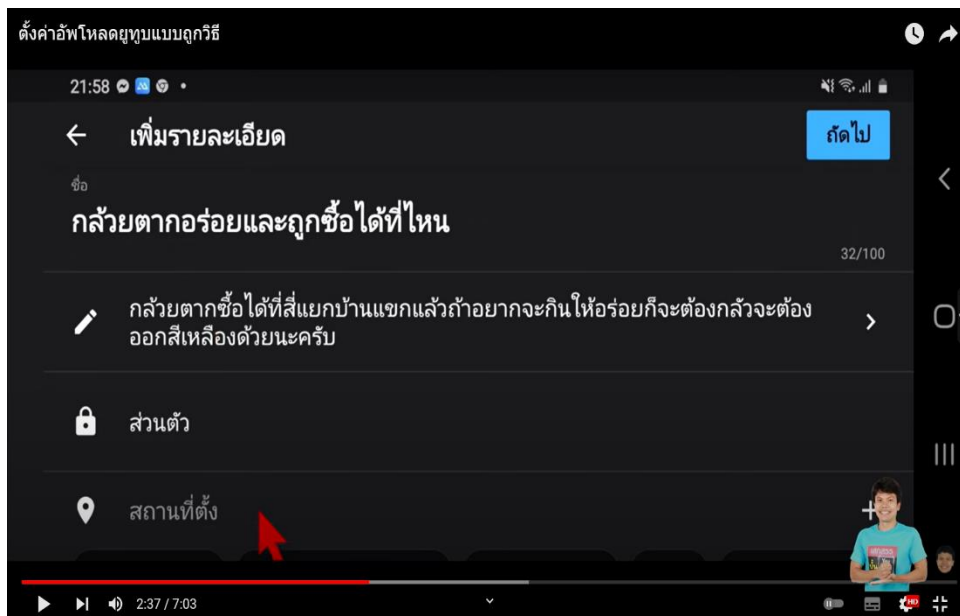 ตั้งค่าอัพโหลดยูทูบแบบถูกวิธี
21:58
เพิ่มรายละเอียด
ถัดไป
ชื่อ
กล้วยตากอร่อยและถูกซื้อได้ที่ไหน
32/100
กล้วยตากซื้อได้ที่สี่แยกบ้านแขกแล้วถ้าอยากจะกินให้อร่อยก็จะต้องกลัวจะต้อง
ออกสีเหลืองด้วยนะครับ
ส่วนตัว
สถานที่ตั้ง
2:37 / 7:03
HD